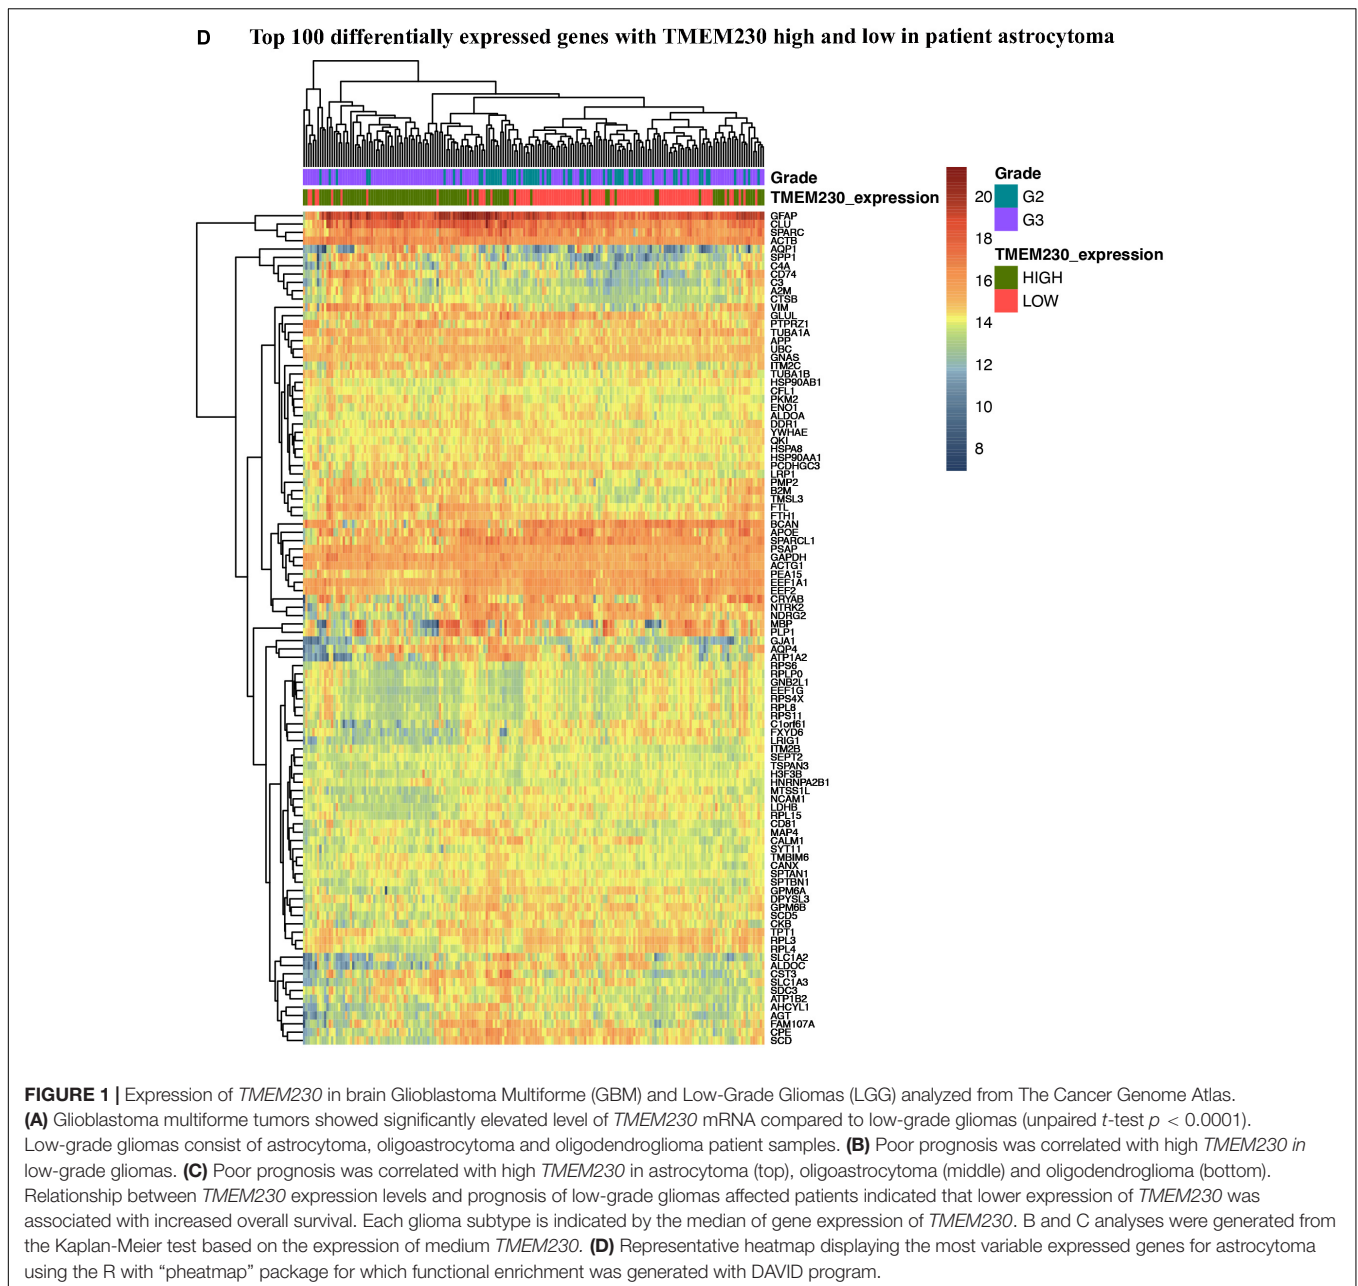 D Top 100 differentially expressed genes with TMEM230 high and low in patient astrocytoma
Grade
TMEM230_expression
GFAP
CLU
SPARC
ACTB
AQP1
SPP1
C4A
CD74
C3
A2M
CTSB
VIM
GLUL
PTPRZ1
TUBA1A
APP
UBC
GNAS
ITM2C
TUBA1B
HSP90AB1
CFL1
PKM2
ENO1
ALDOA
DDR1
YWHAE
QKI
HSPA8
HSP90AA1
PCDHGC3
LRP1
PMP2
B2M
TMSL3
FTL
FTH1
BCAN
APOE
SPARCL1
PSAP
GAPDH
ACTG1
PEA15
EEF1A1
EEF2
CRYAB
NTRK2
NDRG2
MBP
PLP1
GJA1
AQP4
ATP1A2
RPS6
RPLP0
GNB2L1
EEF1G
RPS4X
RPL8
RPS11
C1orf61
FXYD6
LRIG1
ITM2B
SEPT2
TSPAN3
H3F3B
HNRNPA2B1
MTSS1L
NCAM1
LDHB
RPL15
CD81
MAP4
CALM1
SYT11
TMBIM6
CANX
SPTAN1
SPTBN1
GPM6A
DPYSL3
GPM6B
SCD5
CKB
TPT1
RPL3
RPL4
SLC1A2
ALDOC
CST3
SLC1A3
SDC3
ATP1B2
AHCYL1
AGT
FAM107A
CPE
SCD
20
18
16
14
12
10
8
Grade
G2
G3
TMEM230_expression
HIGH
LOW
FIGURE 1 | Expression of TMEM230 in brain Glioblastoma Multiforme (GBM) and Low-Grade Gliomas (LGG) analyzed from The Cancer Genome Atlas.
(A) Glioblastoma multiforme tumors showed significantly elevated level of TMEM230 mRNA compared to low-grade gliomas (unpaired t-test p < 0.0001).
Low-grade gliomas consist of astrocytoma, oligoastrocytoma and oligodendroglioma patient samples. (B) Poor prognosis was correlated with high TMEM230 in
low-grade gliomas. (C) Poor prognosis was correlated with high TMEM230 in astrocytoma (top), oligoastrocytoma (middle) and oligodendroglioma (bottom).
Relationship between TMEM230 expression levels and prognosis of low-grade gliomas affected patients indicated that lower expression of TMEM230 was
associated with increased overall survival. Each glioma subtype is indicated by the median of gene expression of TMEM230. B and C analyses were generated from
the Kaplan-Meier test based on the expression of medium TMEM230. (D) Representative heatmap displaying the most variable expressed genes for astrocytoma
using the R with “pheatmap” package for which functional enrichment was generated with DAVID program.